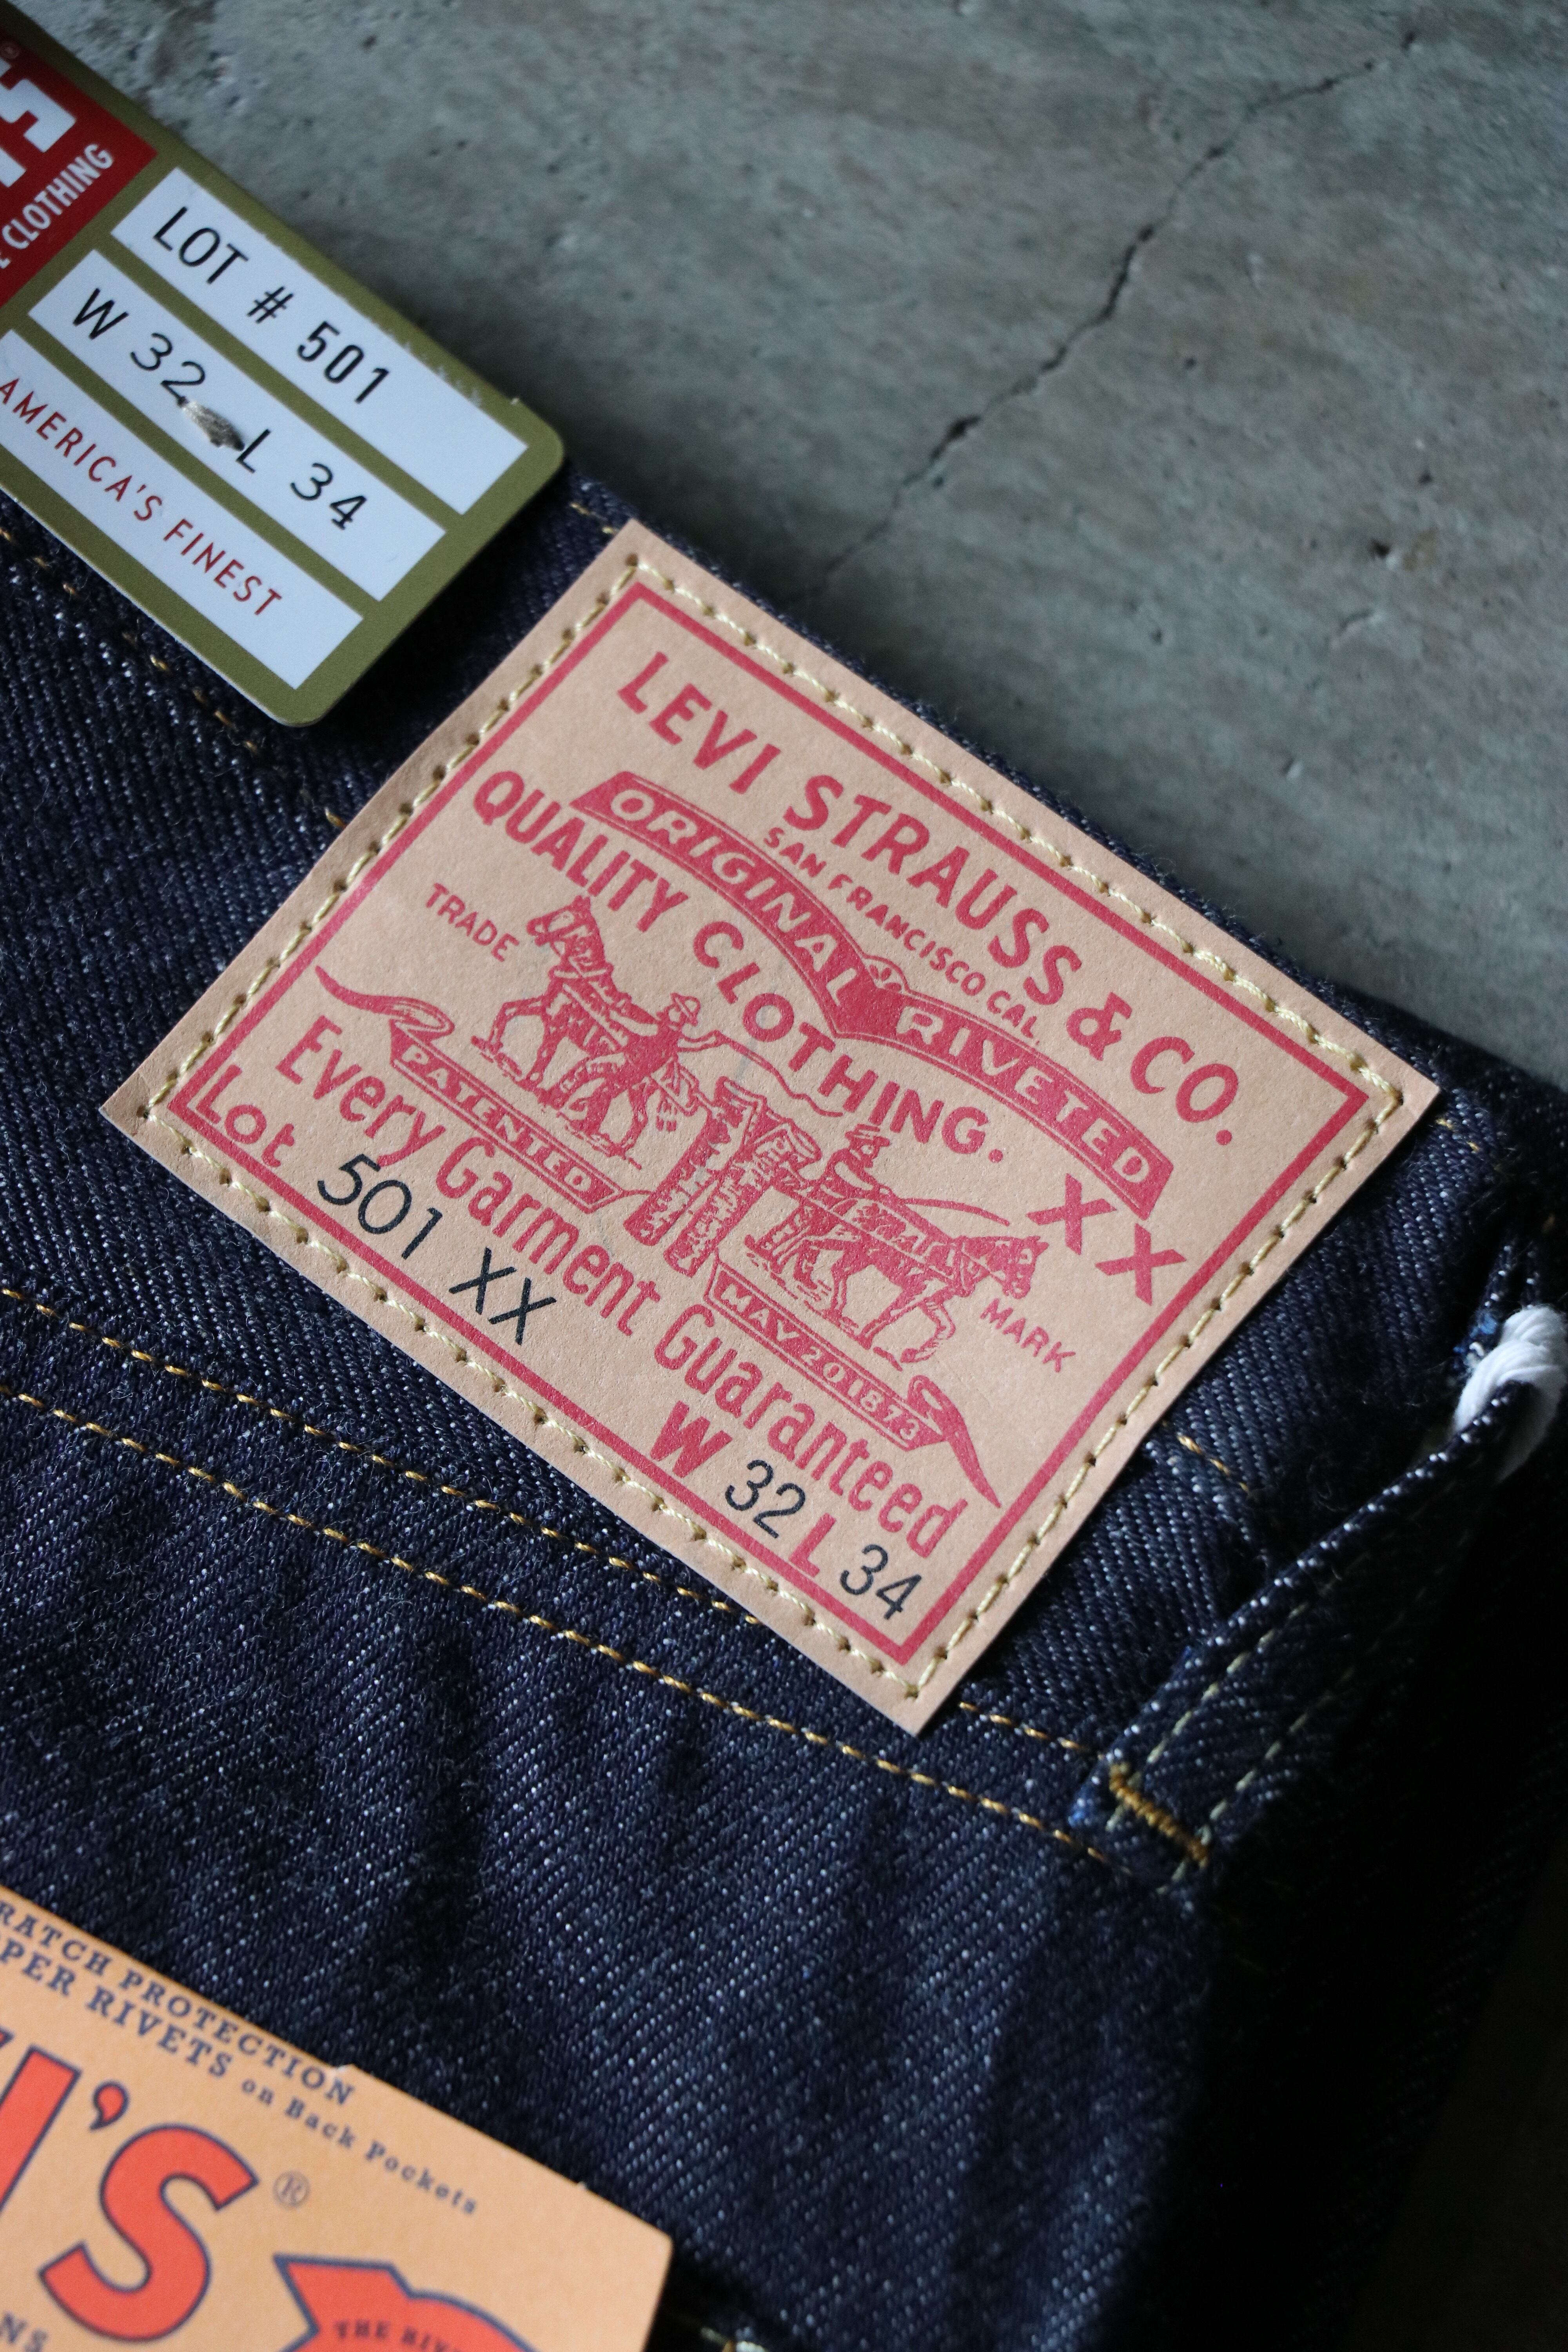 CLOTHING
LOT # 501
W 32 L 34
AMERICA'S FINEST
LEVI STRAUSS & CO.
SAN FRANCISCO CAL.
ORIGINAL RIVETED
QUALITY CLOTHING.
XX
TRADE MARK
PATENTED MAY 20 1873
Every Garment Guaranteed
Lot 501 XX W 32 L 34
PROTECTION
RIVETS on Back Pockets
'S®
THE